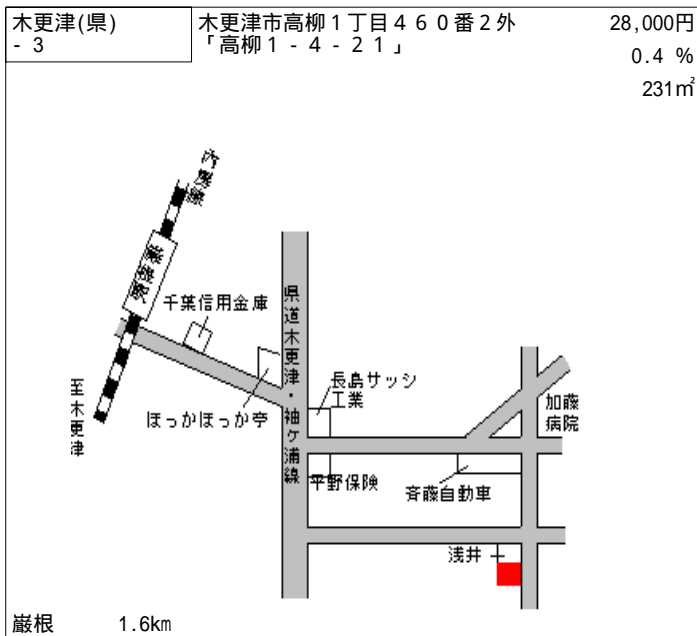 木更津(県)
- 3
木更津市高柳1丁目460番2外
「高柳1-4-21」
28,000円
0.4 %
231㎡
内房線
巌根駅
千葉信用金庫
県道木更津・袖ケ浦線
長島サッシ
工業
加藤
病院
至木更津
ほっかほっか亭
平野保険
斉藤自動車
浅井
巌根 1.6km